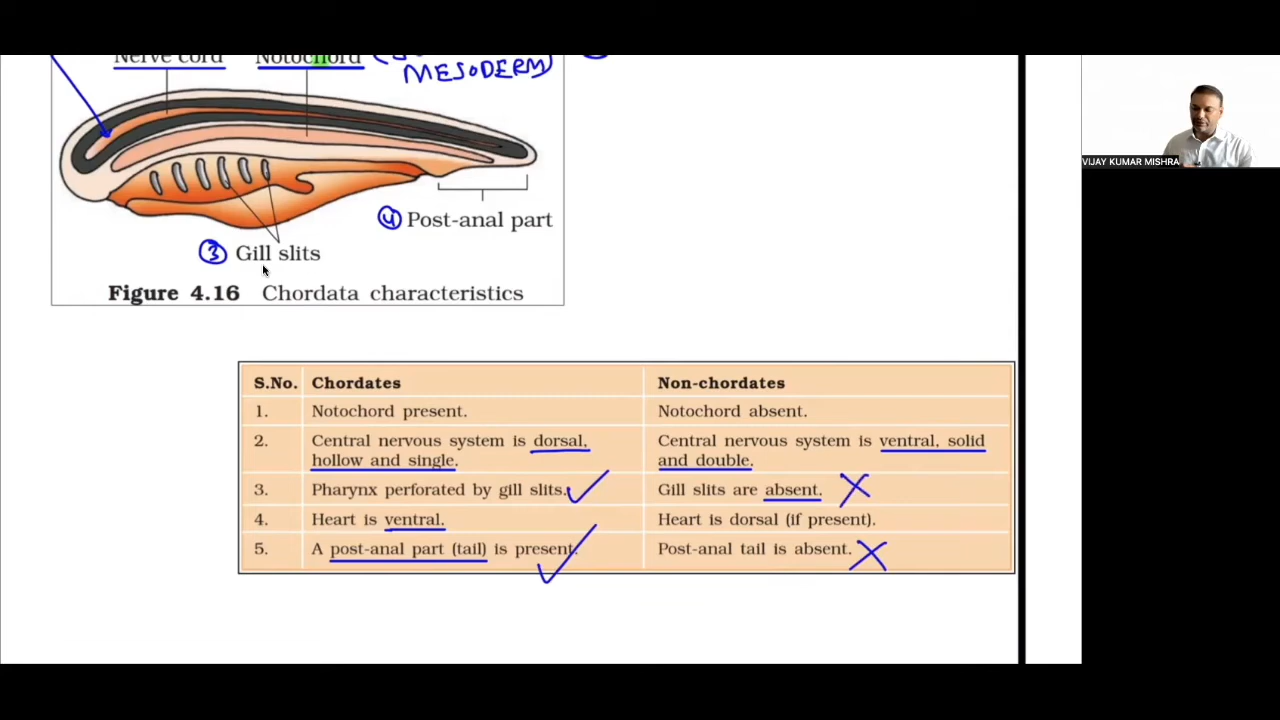 Nerve cord Notochord
MESODERM)
VIJAY KUMAR MISHRA
4 Post-anal part
3 Gill slits
Figure 4.16 Chordata characteristics
S.No. Chordates Non-chordates
1. Notochord present. Notochord absent.
2. Central nervous system is dorsal, Central nervous system is ventral, solid
hollow and single. and double.
3. Pharynx perforated by gill slits. Gill slits are absent.
4. Heart is ventral. Heart is dorsal (if present).
5. A post-anal part (tail) is present. Post-anal tail is absent.